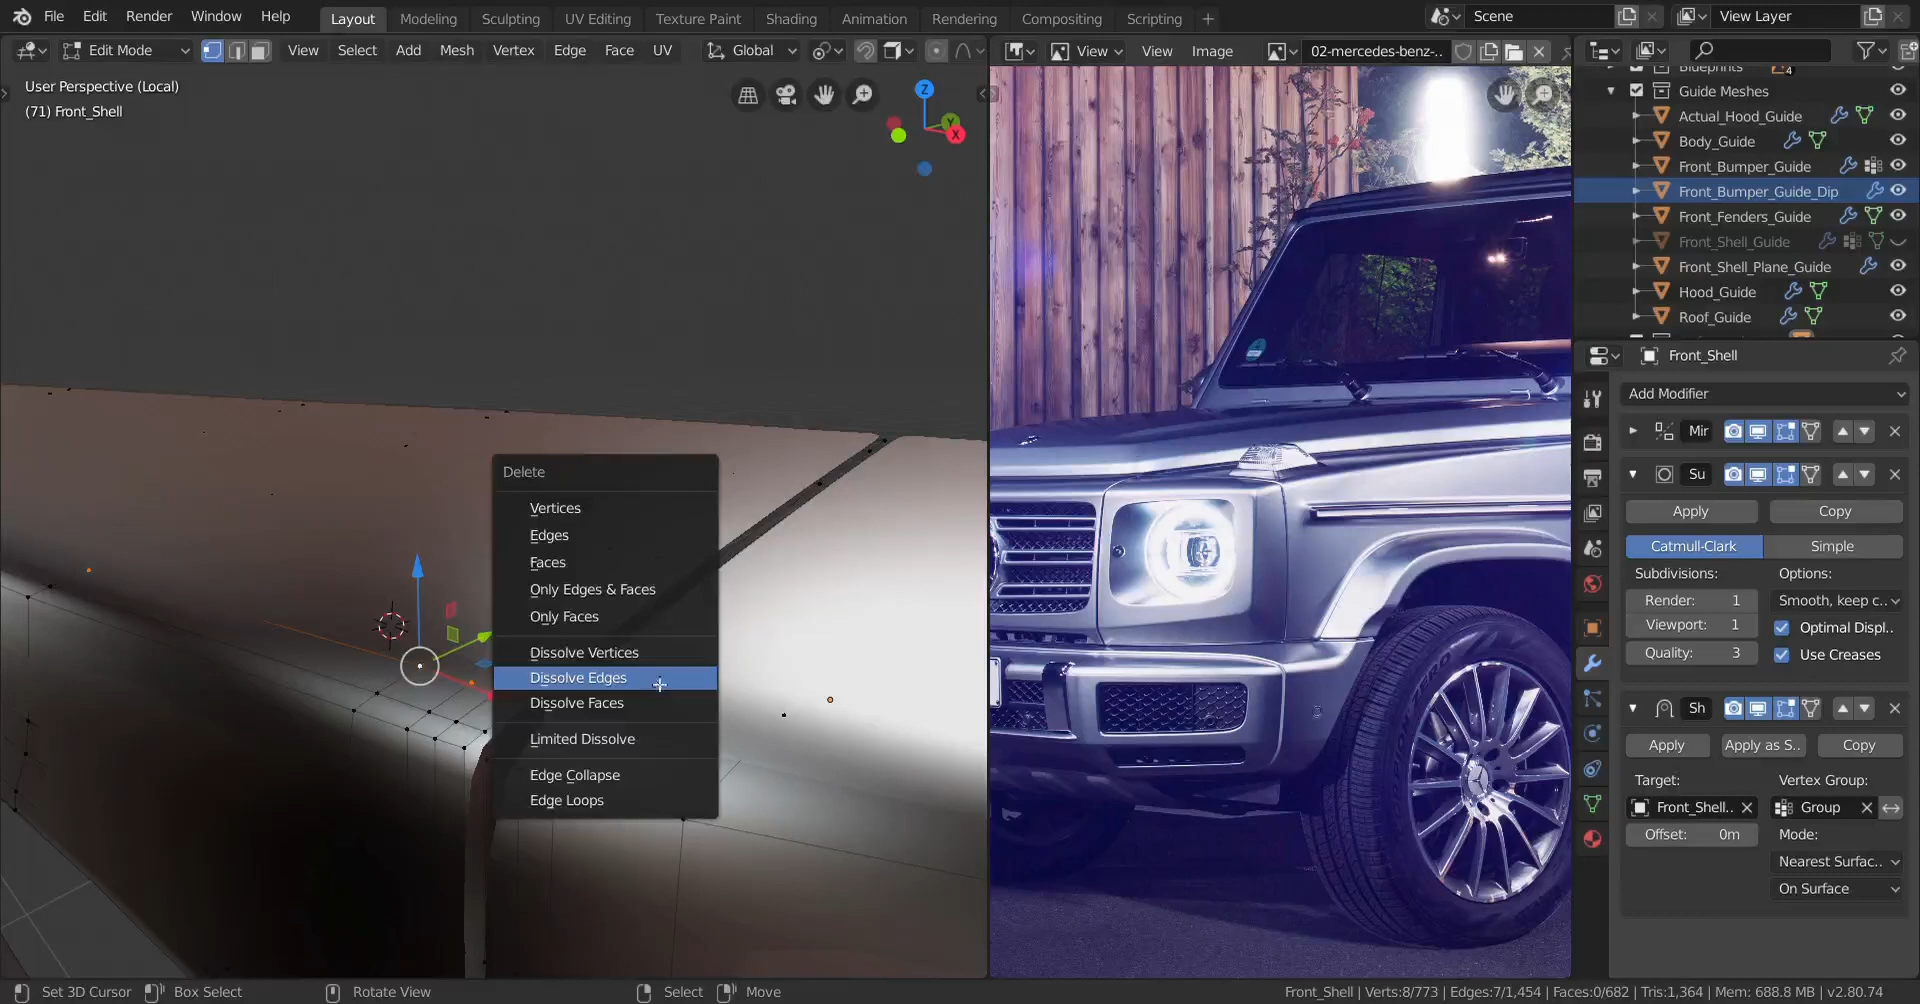 File Edit Render Window Help Layout Modeling Sculpting UV Editing Texture Paint Shading Animation Rendering Compositing Scripting + Scene View Layer
Edit Mode View Select Add Mesh Vertex Edge Face UV Global View View Image 02-mercedes-benz-..
User Perspective (Local)
(71) Front_Shell
Z
Y
X
Delete
Vertices
Edges
Faces
Only Edges & Faces
Only Faces
Dissolve Vertices
Dissolve Edges
Dissolve Faces
Limited Dissolve
Edge Collapse
Edge Loops
Blueprints 4
Guide Meshes
Actual_Hood_Guide
Body_Guide
Front_Bumper_Guide
Front_Bumper_Guide_Dip
Front_Fenders_Guide
Front_Shell_Guide
Front_Shell_Plane_Guide
Hood_Guide
Roof_Guide
Front_Shell
Add Modifier
Mir
Su
Apply Copy
Catmull-Clark Simple
Subdivisions: Options:
Render: 1 Smooth, keep c..
Viewport: 1 Optimal Displ..
Quality: 3 Use Creases
Sh
Apply Apply as S.. Copy
Target: Vertex Group:
Front_Shell.. Group
Offset: 0m Mode:
Nearest Surfac..
On Surface
Set 3D Cursor Box Select Rotate View Select Move Front_Shell | Verts:8/773 | Edges:7/1,454 | Faces:0/682 | Tris:1,364 | Mem: 688.8 MB | v2.80.74